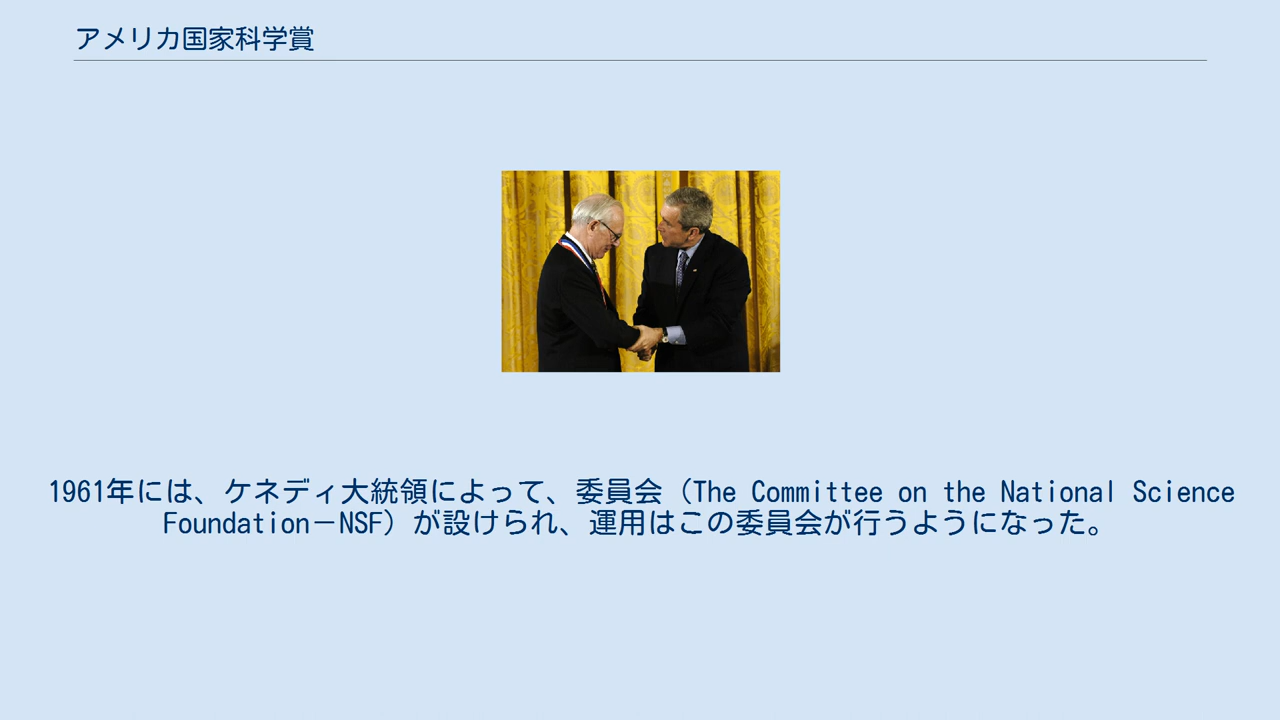 アメリカ国家科学賞
1961年には、ケネディ大統領によって、委員会（The Committee on the National Science
Foundation－NSF）が設けられ、運用はこの委員会が行うようになった。